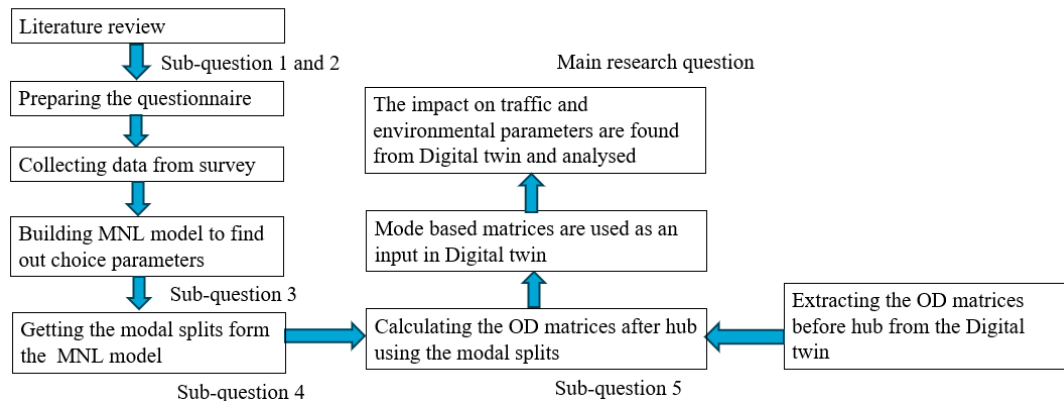 Literature review
Sub-question 1 and 2
Preparing the questionnaire
Collecting data from survey
Building MNL model to find
out choice parameters
Sub-question 3
Getting the modal splits form
the MNL model
Sub-question 4
Main research question
The impact on traffic and
environmental parameters are found
from Digital twin and analysed
Mode based matrices are used as an
input in Digital twin
Calculating the OD matrices after hub
using the modal splits
Sub-question 5
Extracting the OD matrices
before hub from the Digital
twin